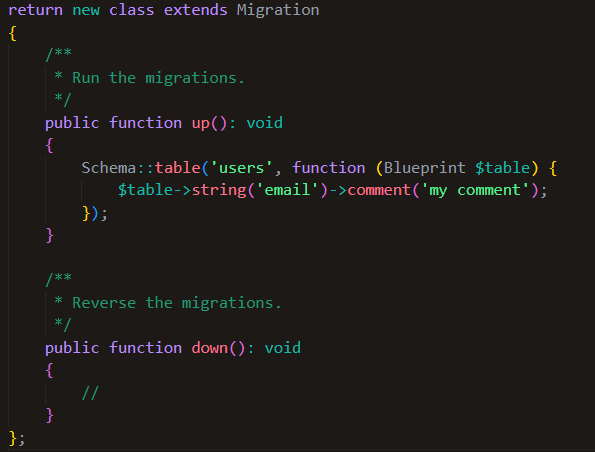 return new class extends Migration
{
    /**
     * Run the migrations.
     */
    public function up(): void
    {
        Schema::table('users', function (Blueprint $table) {
            $table->string('email')->comment('my comment');
        });
    }

    /**
     * Reverse the migrations.
     */
    public function down(): void
    {
        //
    }
};